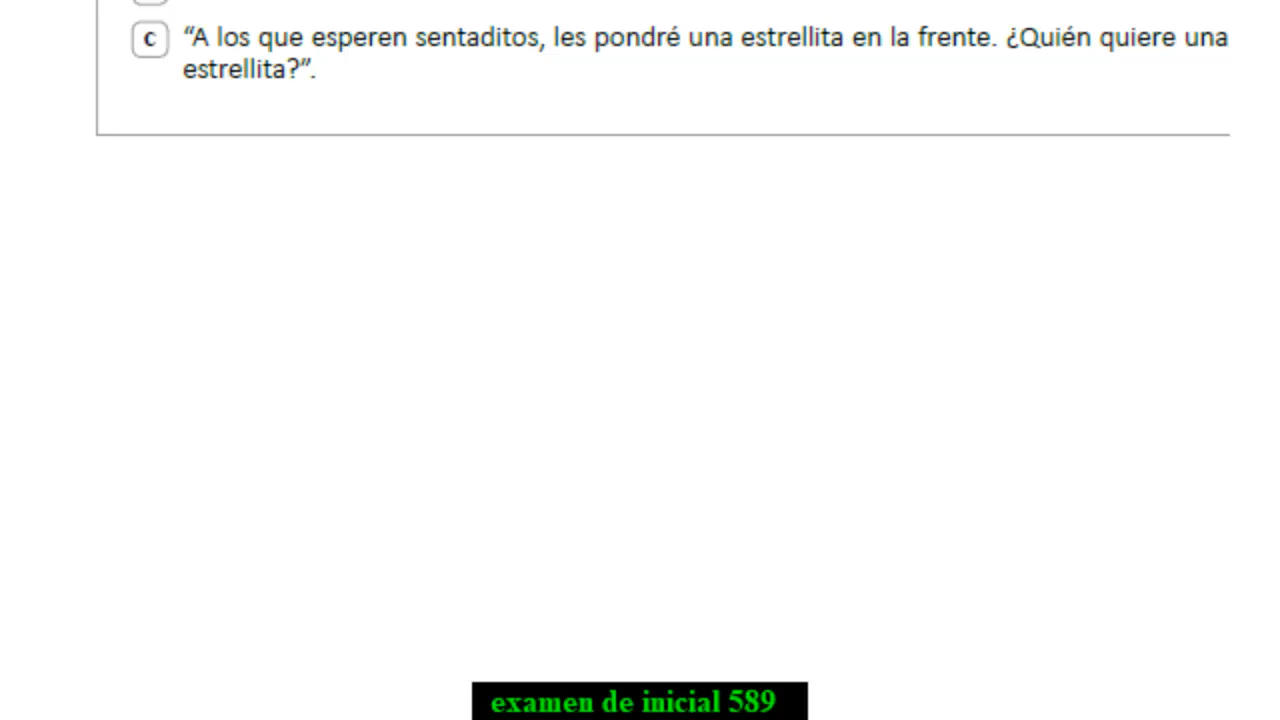 c “A los que esperen sentaditos, les pondré una estrellita en la frente. ¿Quién quiere una
estrellita?”.
examen de inicial 589